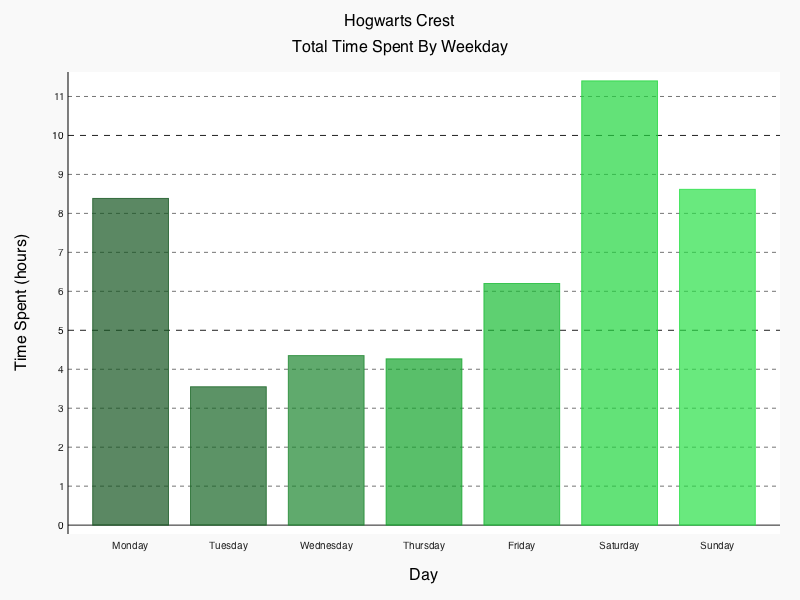 Hogwarts Crest
Total Time Spent By Weekday
Time Spent (hours)
11
10
9
8
7
6
5
4
3
2
1
0
Monday Tuesday Wednesday Thursday Friday Saturday Sunday
Day